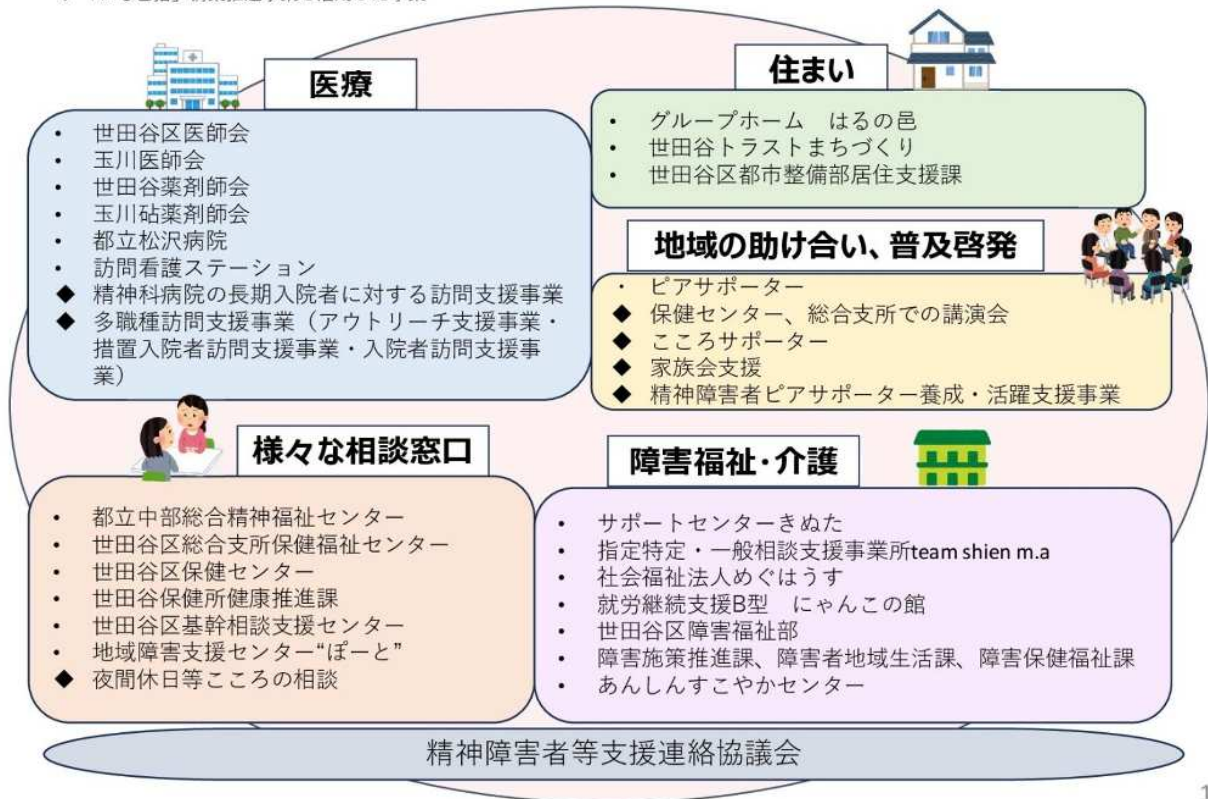 医療
• 世田谷区医師会
• 玉川医師会
• 世田谷薬剤師会
• 玉川砧薬剤師会
• 都立松沢病院
• 訪問看護ステーション
◆ 精神科病院の長期入院者に対する訪問支援事業
◆ 多職種訪問支援事業（アウトリーチ支援事業・
措置入院者訪問支援事業・入院者訪問支援事
業）
住まい
• グループホーム　はるの邑
• 世田谷トラストまちづくり
• 世田谷区都市整備部居住支援課
地域の助け合い、普及啓発
・ ピアサポーター
◆ 保健センター、総合支所での講演会
◆ こころサポーター
◆ 家族会支援
◆ 精神障害者ピアサポーター養成・活躍支援事業
様々な相談窓口
• 都立中部総合精神福祉センター
• 世田谷区総合支所保健福祉センター
• 世田谷区保健センター
• 世田谷保健所健康推進課
• 世田谷区基幹相談支援センター
• 地域障害支援センター“ぽーと”
◆ 夜間休日等こころの相談
障害福祉・介護
• サポートセンターきぬた
• 指定特定・一般相談支援事業所team shien m.a
• 社会福祉法人めぐはうす
• 就労継続支援B型　にゃんこの館
• 世田谷区障害福祉部
• 障害施策推進課、障害者地域生活課、障害保健福祉課
• あんしんすこやかセンター
精神障害者等支援連絡協議会
1